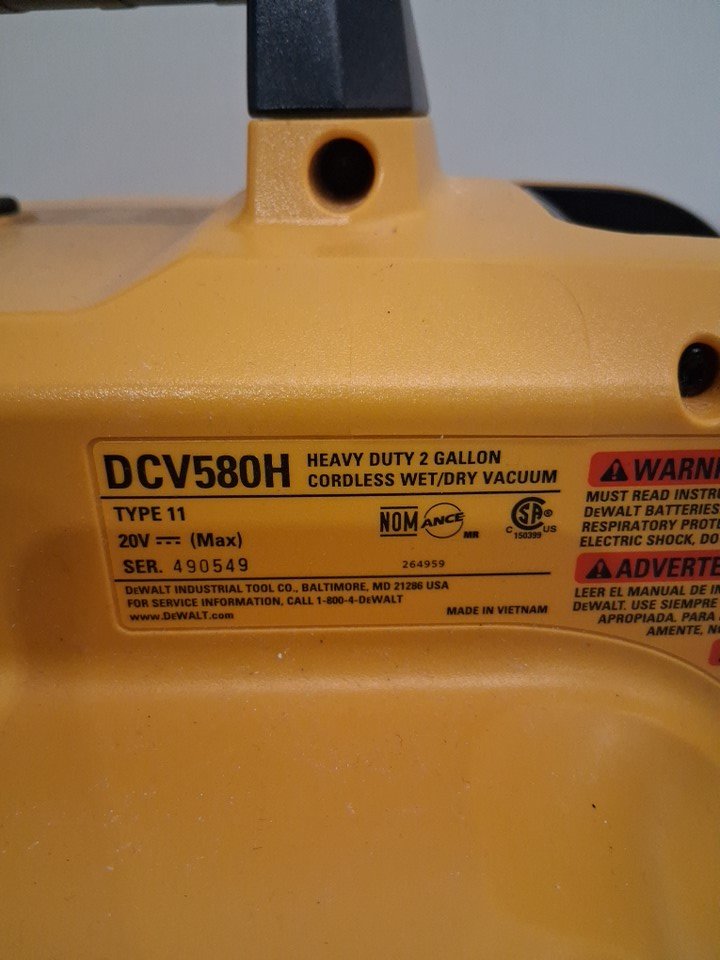 DCV580H
HEAVY DUTY 2 GALLON
CORDLESS WET/DRY VACUUM
TYPE 11
20V ⎓ (Max)
SER. 490549
NOM ANCE MR
CSA ®
C US
150399
264959
DEWALT INDUSTRIAL TOOL CO., BALTIMORE, MD 21286 USA
FOR SERVICE INFORMATION, CALL 1-800-4-DEWALT
www.DEWALT.com
MADE IN VIETNAM
WARN
MUST READ INSTR
DEWALT BATTERIES
RESPIRATORY PROT
ELECTRIC SHOCK, DO
ADVERTE
LEER EL MANUAL DE IN
DEWALT. USE SIEMPRE
APROPIADA. PARA
AMENTE, N